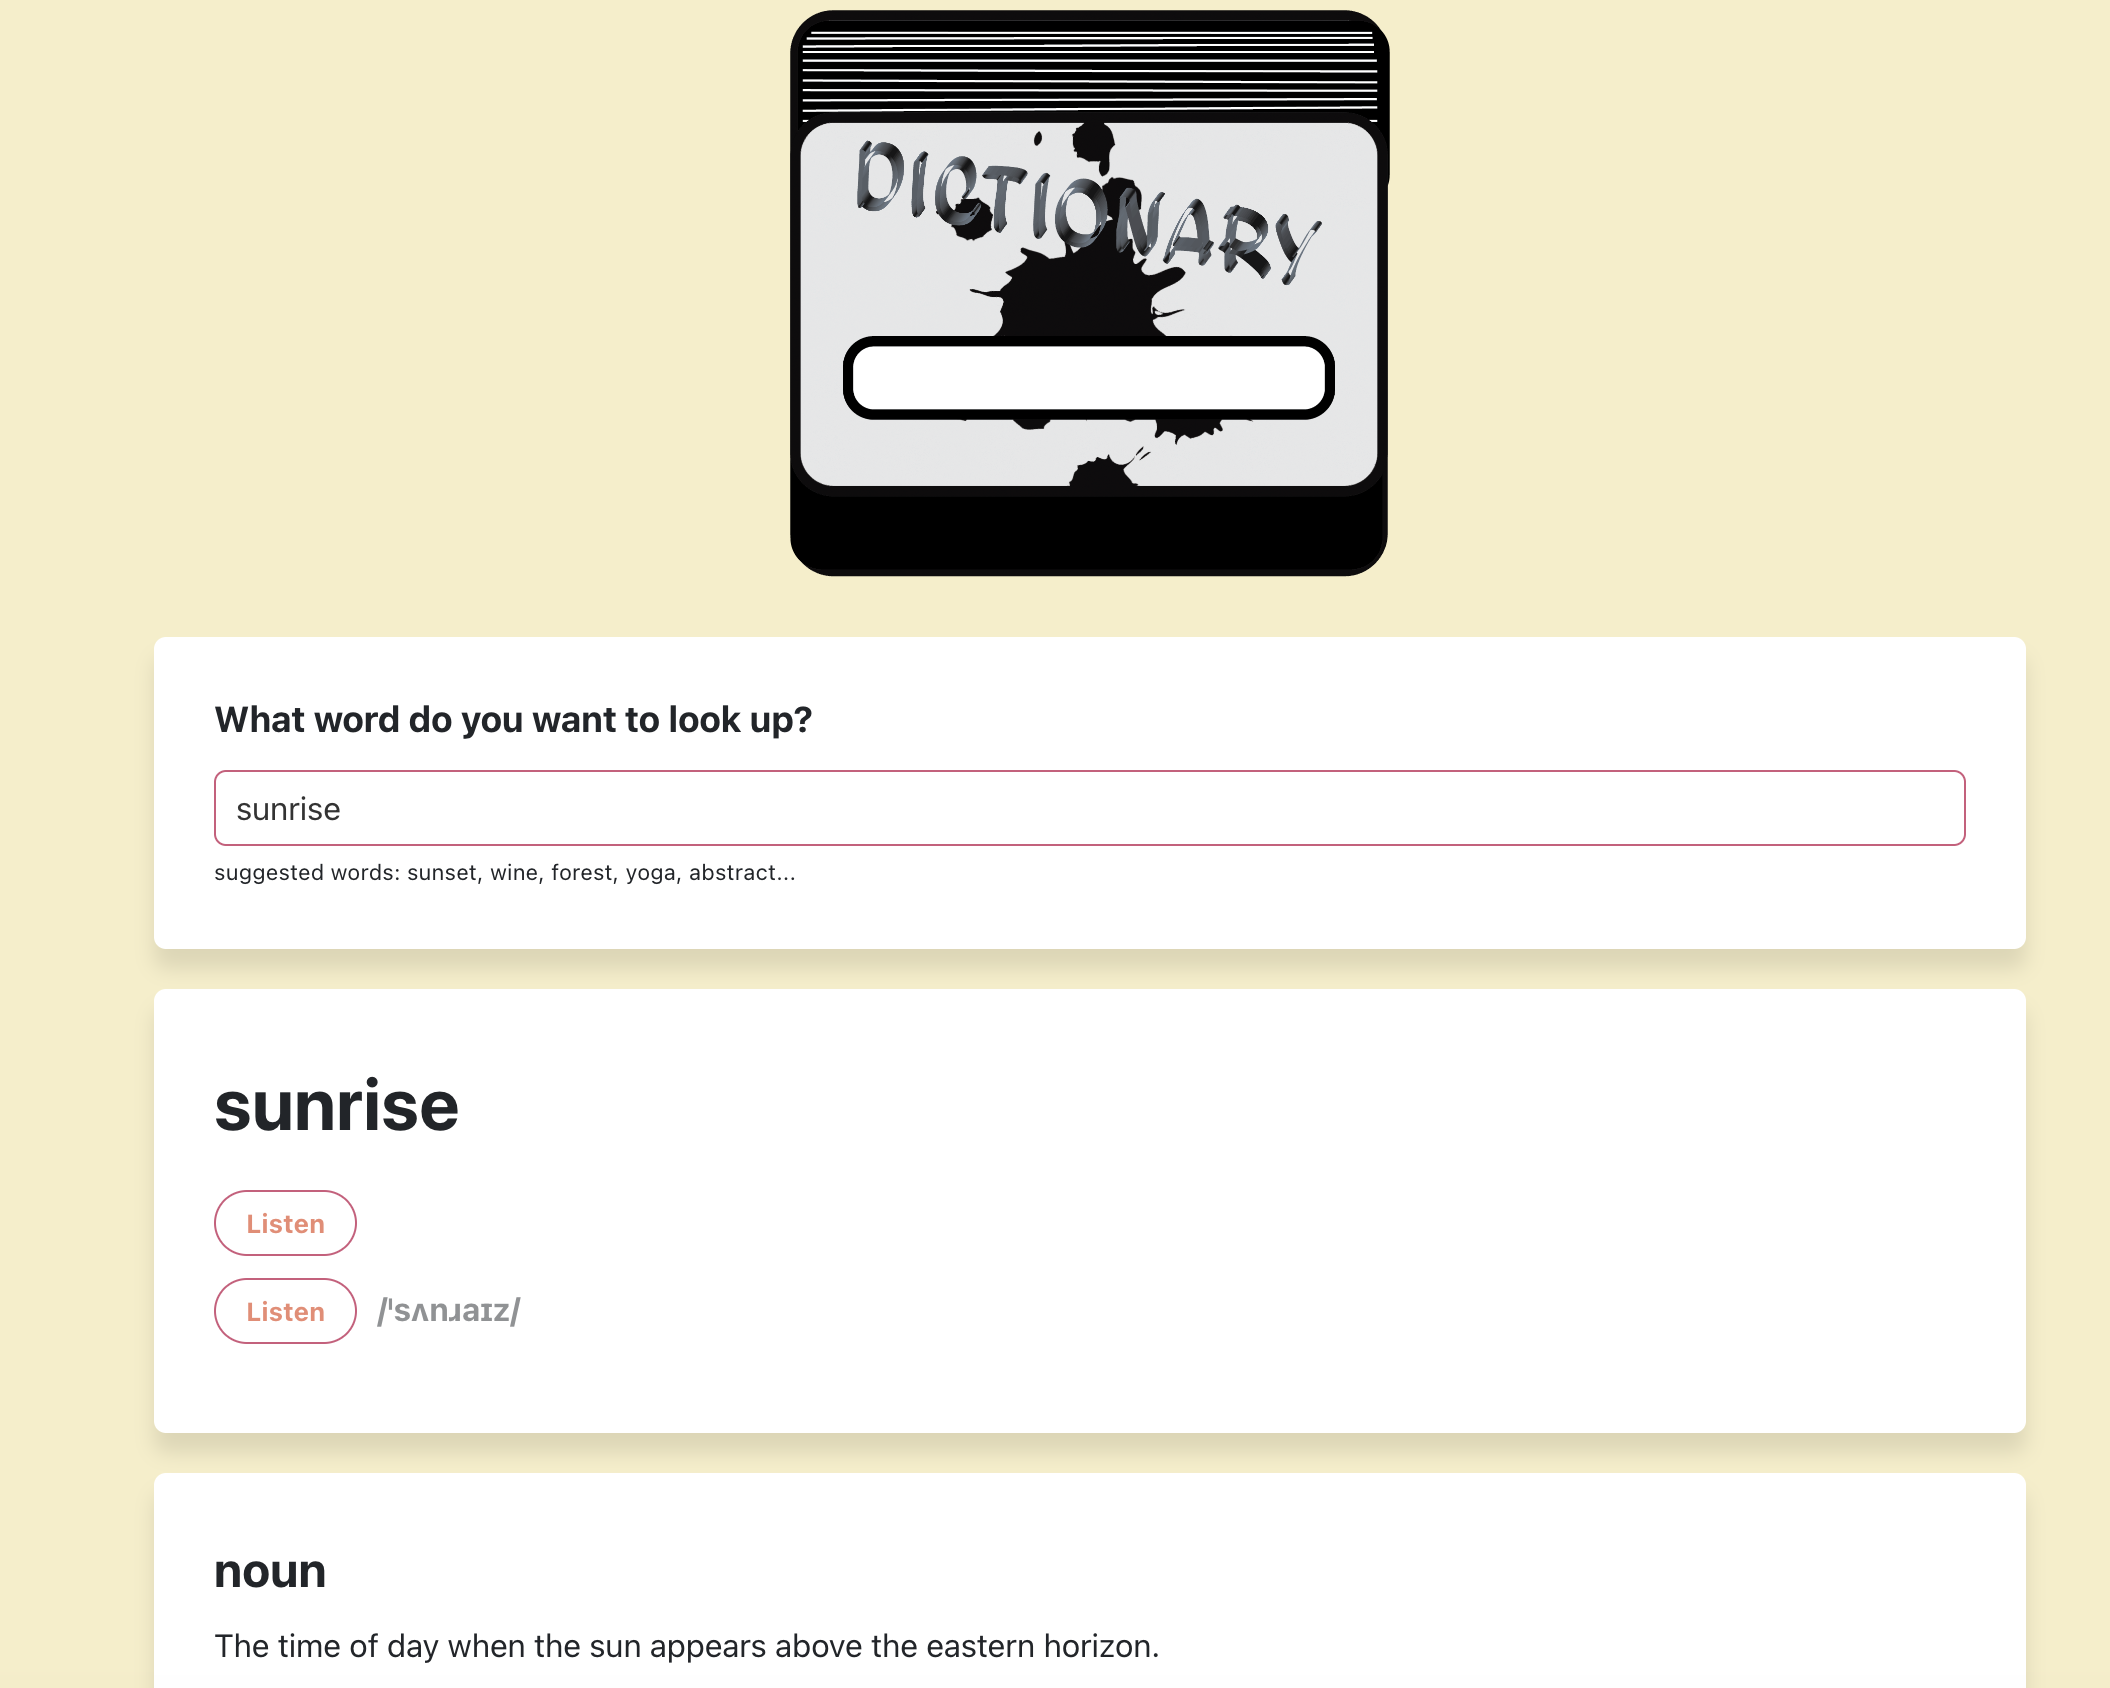 DICTIONARY
What word do you want to look up?
sunrise
suggested words: sunset, wine, forest, yoga, abstract...
sunrise
Listen
Listen /ˈsʌnɹaɪz/
noun
The time of day when the sun appears above the eastern horizon.